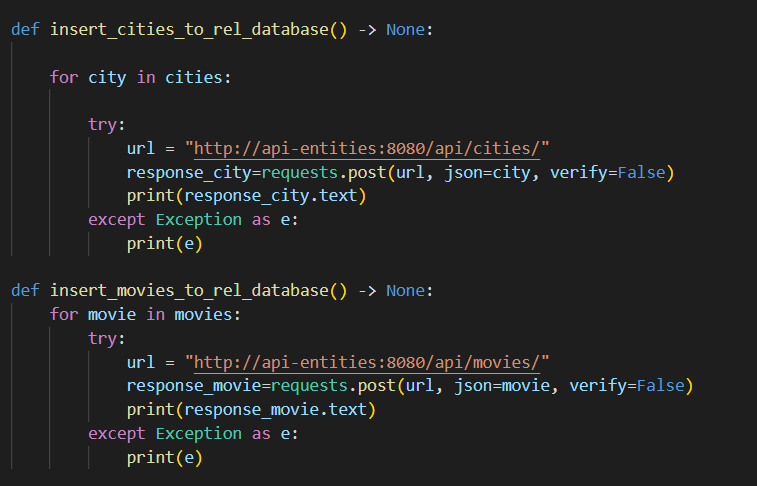 def insert_cities_to_rel_database() -> None:
for city in cities:
try:
url = "http://api-entities:8080/api/cities/"
response_city=requests.post(url, json=city, verify=False)
print(response_city.text)
except Exception as e:
print(e)
def insert_movies_to_rel_database() -> None:
for movie in movies:
try:
url = "http://api-entities:8080/api/movies/"
response_movie=requests.post(url, json=movie, verify=False)
print(response_movie.text)
except Exception as e:
print(e)